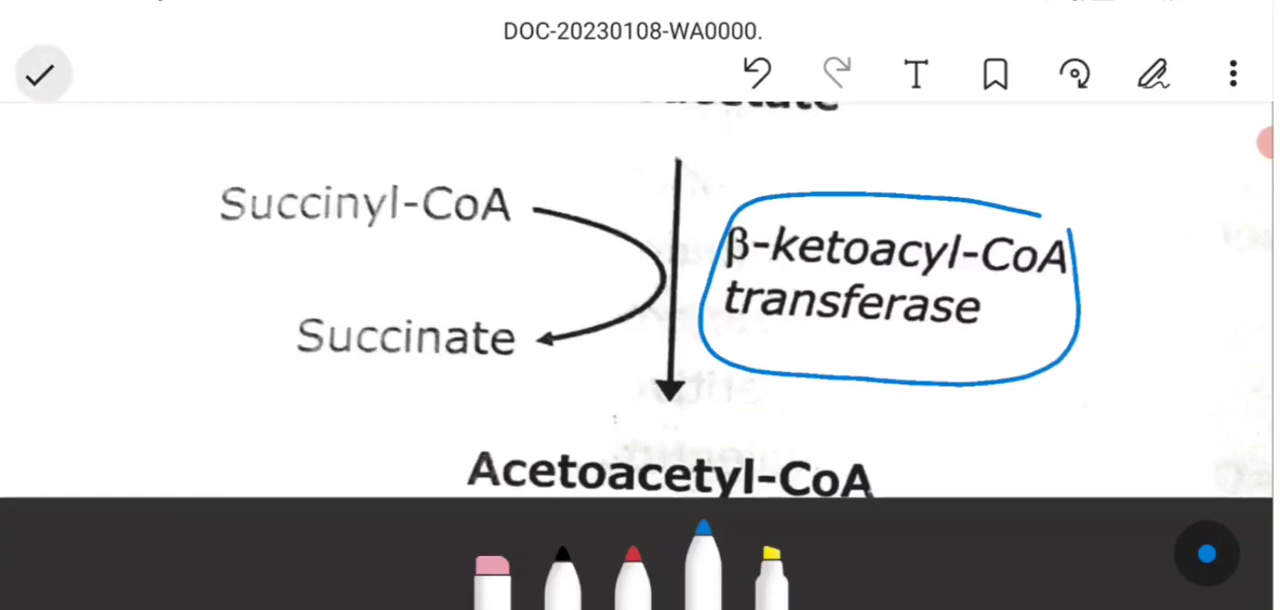 DOC-20230108-WA0000.
Succinyl-CoA
β-ketoacyl-CoA
transferase
Succinate
Acetoacetyl-CoA